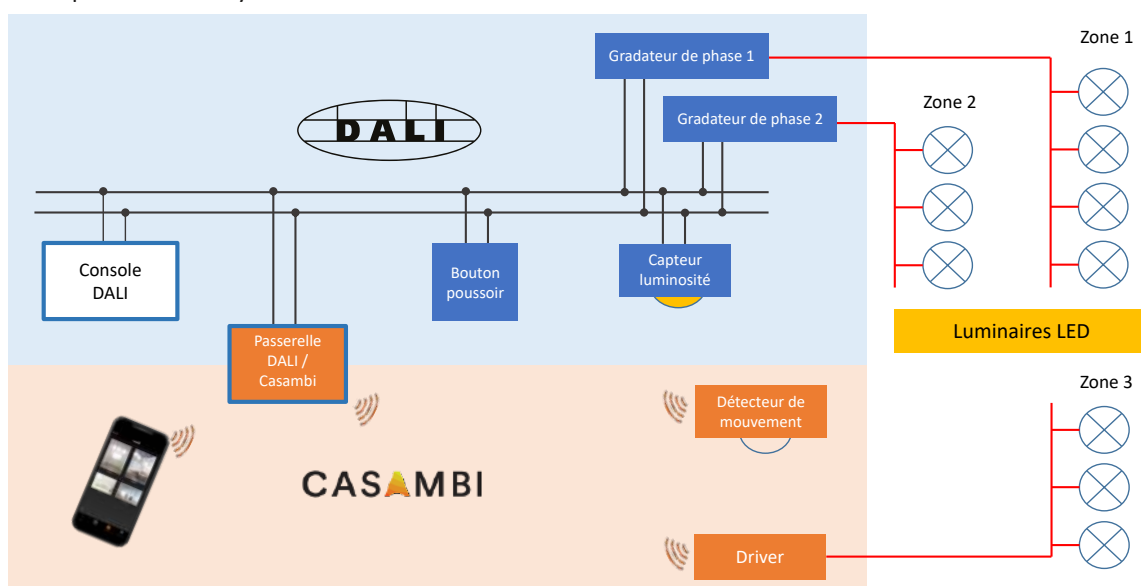 Gradateur de phase 1
Zone 1
Zone 2
Gradateur de phase 2
DALI
Console
DALI
Bouton
poussoir
Capteur
luminosité
Luminaires LED
Passerelle
DALI /
Casambi
Zone 3
Détecteur de
mouvement
CASAMBI
Driver